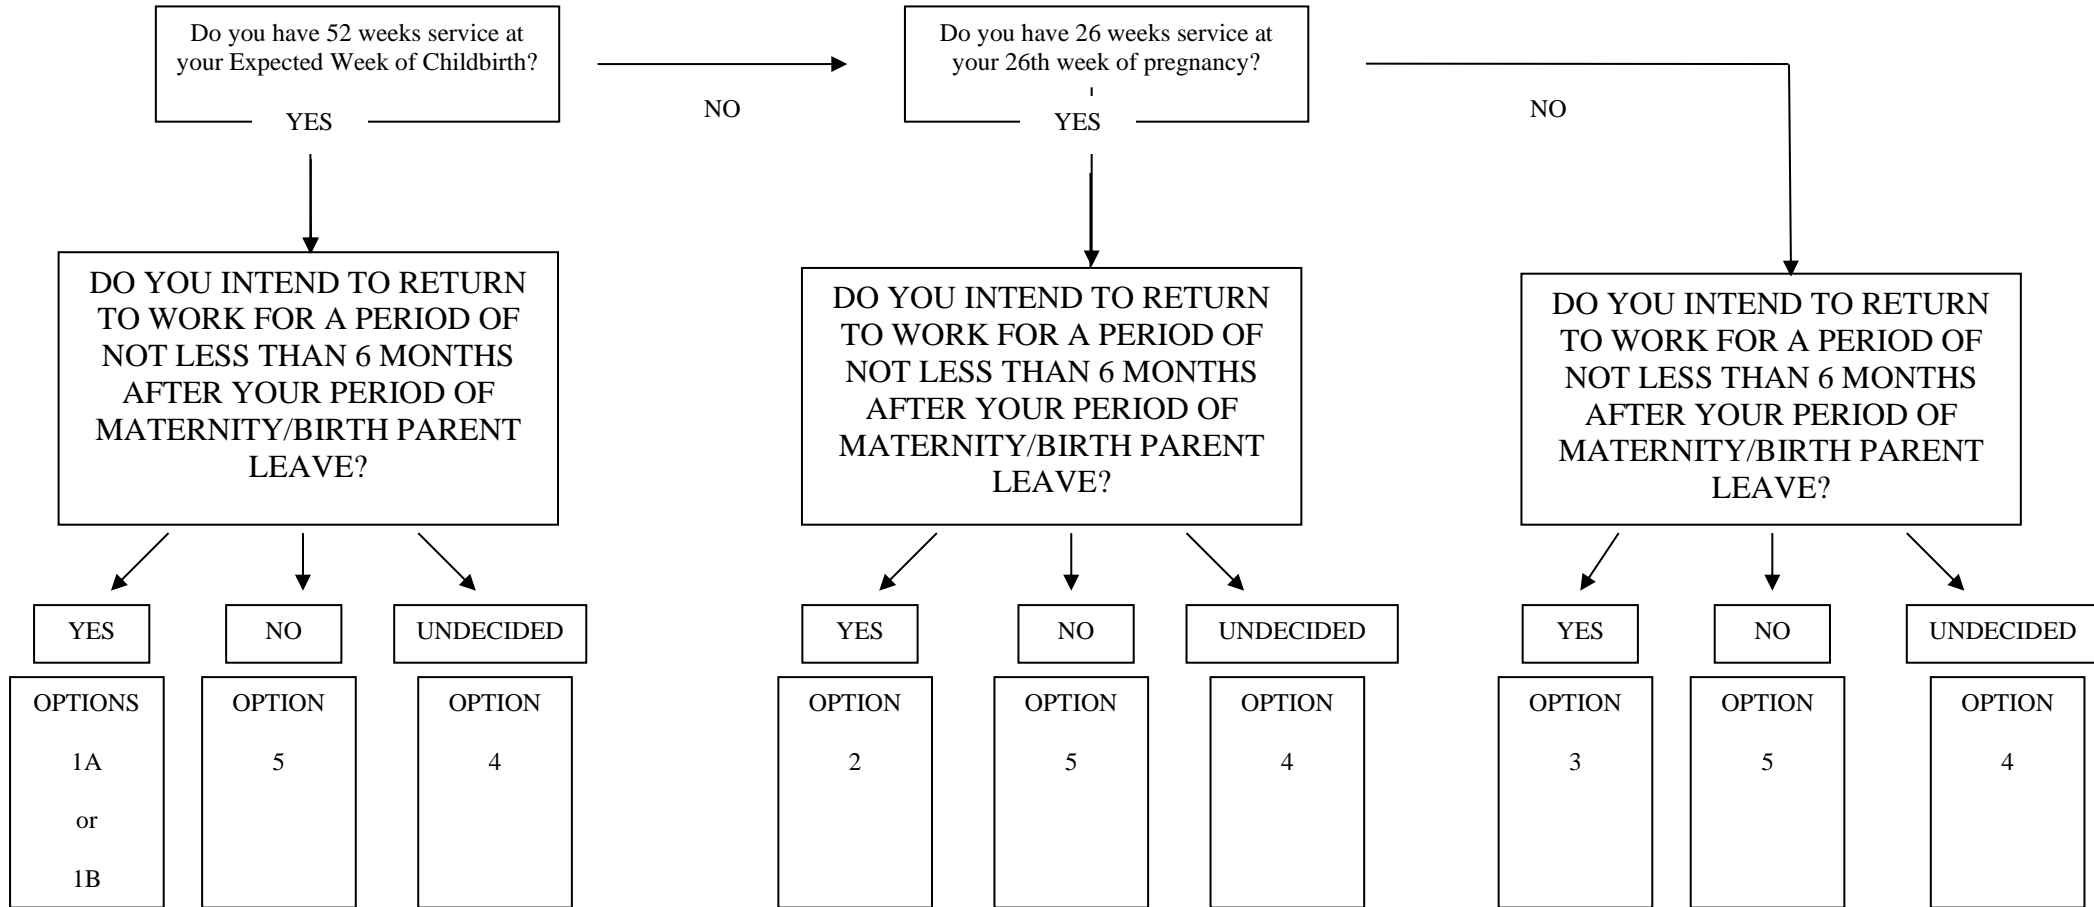 Do you have 52 weeks service at
your Expected Week of Childbirth?
YES
NO
Do you have 26 weeks service at
your 26th week of pregnancy?
YES
NO
DO YOU INTEND TO RETURN
TO WORK FOR A PERIOD OF
NOT LESS THAN 6 MONTHS
AFTER YOUR PERIOD OF
MATERNITY/BIRTH PARENT
LEAVE?
DO YOU INTEND TO RETURN
TO WORK FOR A PERIOD OF
NOT LESS THAN 6 MONTHS
AFTER YOUR PERIOD OF
MATERNITY/BIRTH PARENT
LEAVE?
DO YOU INTEND TO RETURN
TO WORK FOR A PERIOD OF
NOT LESS THAN 6 MONTHS
AFTER YOUR PERIOD OF
MATERNITY/BIRTH PARENT
LEAVE?
YES
NO
UNDECIDED
YES
NO
UNDECIDED
YES
NO
UNDECIDED
OPTIONS
1A
or
1B
OPTION
5
OPTION
4
OPTION
2
OPTION
5
OPTION
4
OPTION
3
OPTION
5
OPTION
4